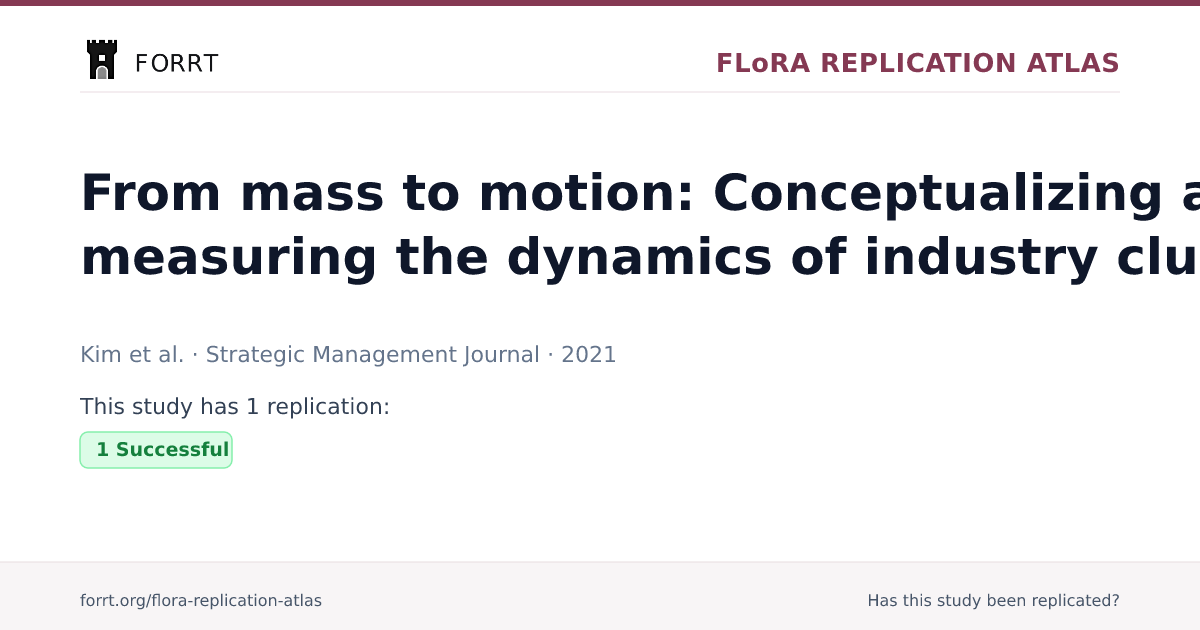 FORRT
FLoRA REPLICATION ATLAS
From mass to motion: Conceptualizing a
measuring the dynamics of industry clu
Kim et al. · Strategic Management Journal · 2021
This study has 1 replication:
1 Successful
forrt.org/flora-replication-atlas
Has this study been replicated?